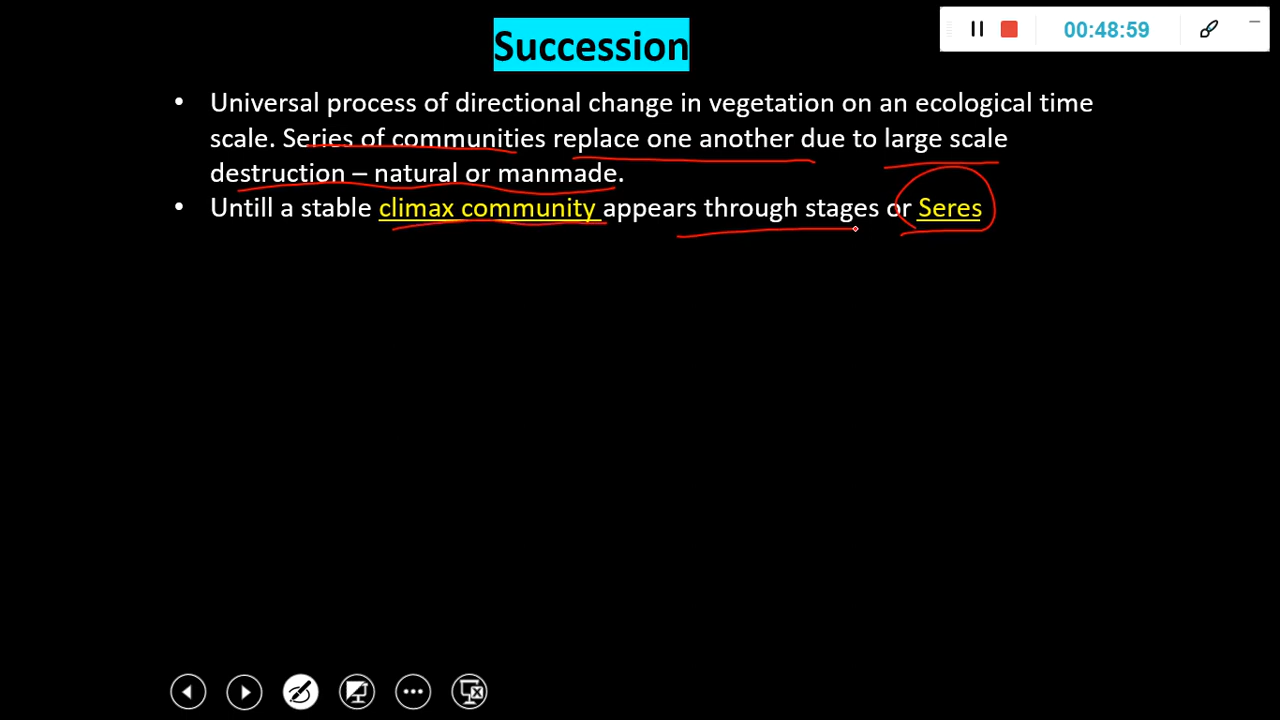 Succession
00:48:59
• Universal process of directional change in vegetation on an ecological time
scale. Series of communities replace one another due to large scale
destruction – natural or manmade.
• Untill a stable climax community appears through stages or Seres